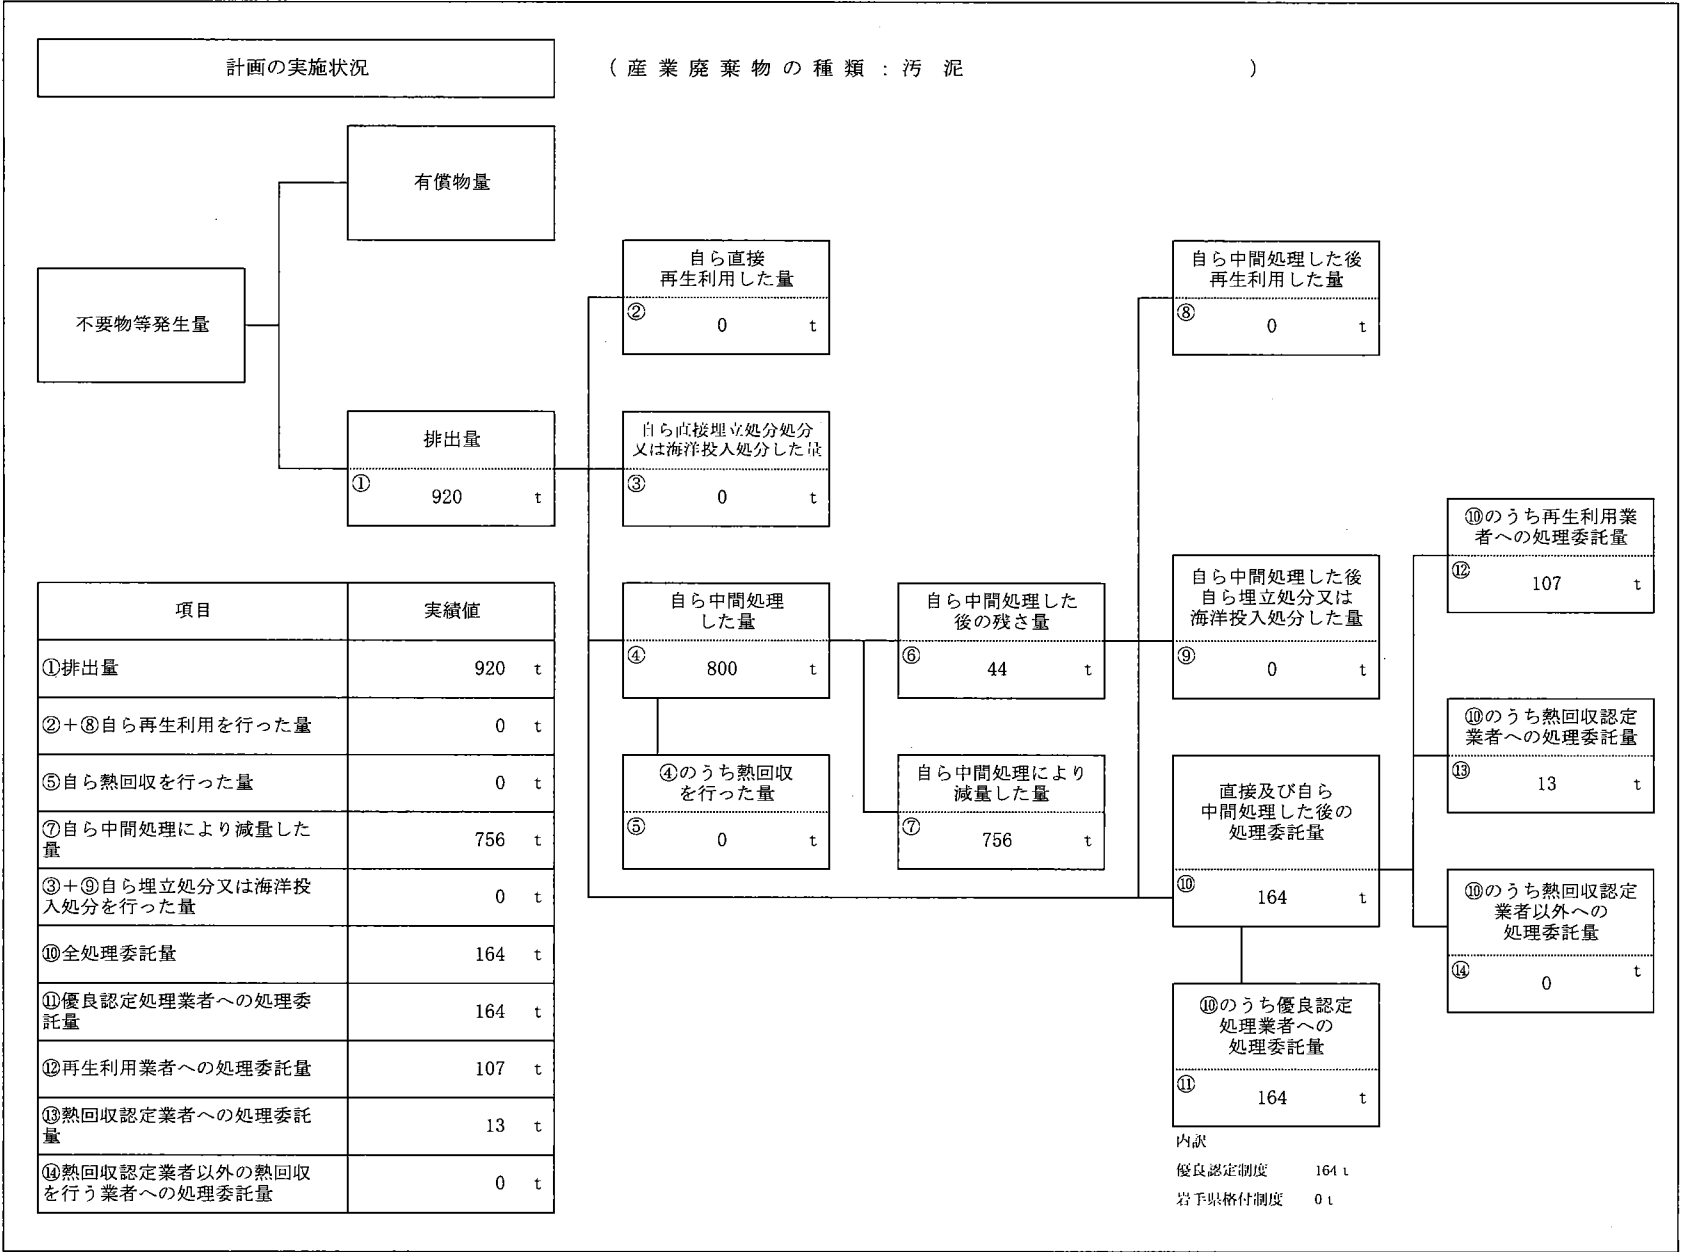 計画の実施状況
（産業廃棄物の種類：汚泥　　　　　）
有償物量
不要物等発生量
排出量
① 920 t
自ら直接
再生利用した量
② 0 t
自ら直接埋立処分処分
又は海洋投入処分した量
③ 0 t
自ら中間処理
した量
④ 800 t
④のうち熱回収
を行った量
⑤ 0 t
自ら中間処理した
後の残さ量
⑥ 44 t
自ら中間処理により
減量した量
⑦ 756 t
自ら中間処理した後
再生利用した量
⑧ 0 t
自ら中間処理した後
自ら埋立処分又は
海洋投入処分した量
⑨ 0 t
直接及び自ら
中間処理した後の
処理委託量
⑩ 164 t
⑩のうち優良認定
処理業者への
処理委託量
⑪ 164 t
内訳
優良認定制度 164 t
岩手県格付制度 0 t
⑩のうち再生利用業
者への処理委託量
⑫ 107 t
⑩のうち熱回収認定
業者への処理委託量
⑬ 13 t
⑩のうち熱回収認定
業者以外への
処理委託量
⑭ 0 t
項目 実績値
①排出量 920 t
②＋⑧自ら再生利用を行った量 0 t
⑤自ら熱回収を行った量 0 t
⑦自ら中間処理により減量した
量 756 t
③＋⑨自ら埋立処分又は海洋投
入処分を行った量 0 t
⑩全処理委託量 164 t
⑪優良認定処理業者への処理委
託量 164 t
⑫再生利用業者への処理委託量 107 t
⑬熱回収認定業者への処理委託
量 13 t
⑭熱回収認定業者以外の熱回収
を行う業者への処理委託量 0 t